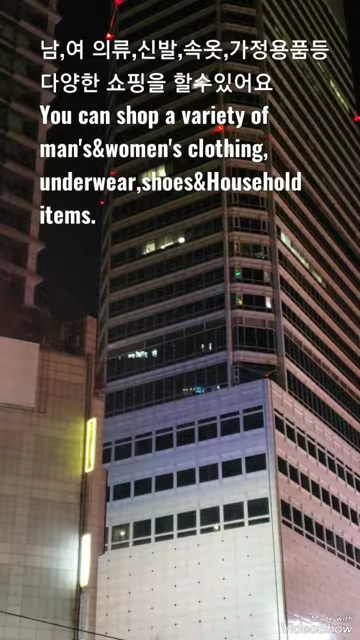 남,여 의류,신발,속옷,가정용품등
다양한 쇼핑을 할수있어요
You can shop a variety of
man's&women's clothing,
underwear,shoes&Household
items.
Made with
VideoShow